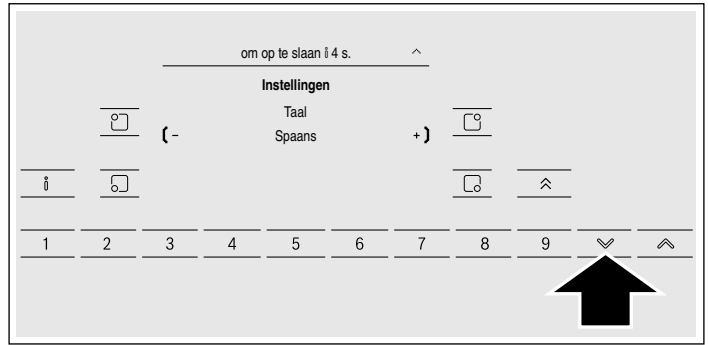 om op te slaan i 4 s.
Instellingen
Taal
- Spaans +
i
1 2 3 4 5 6 7 8 9